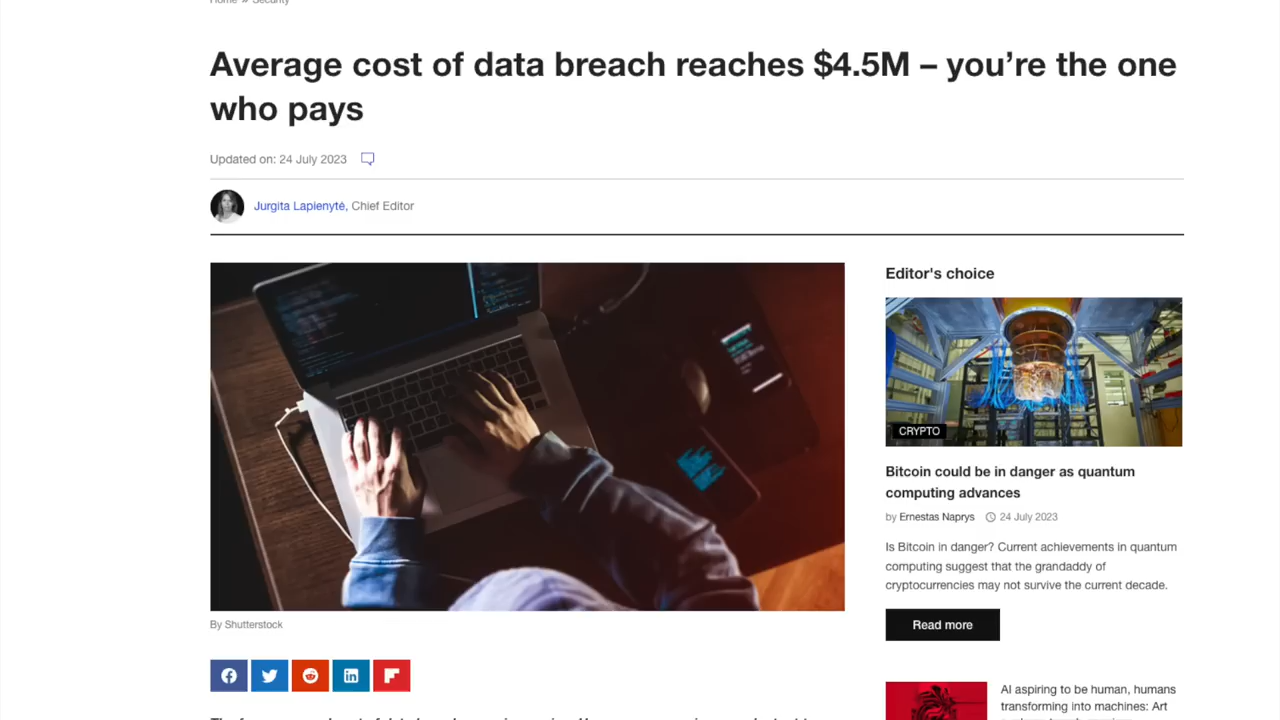 Home » Security
Average cost of data breach reaches $4.5M – you're the one
who pays
Updated on: 24 July 2023
Jurgita Lapienytė, Chief Editor
By Shutterstock
Editor's choice
CRYPTO
Bitcoin could be in danger as quantum
computing advances
by Ernestas Naprys 24 July 2023
Is Bitcoin in danger? Current achievements in quantum
computing suggest that the grandaddy of
cryptocurrencies may not survive the current decade.
Read more
AI aspiring to be human, humans
transforming into machines: Art